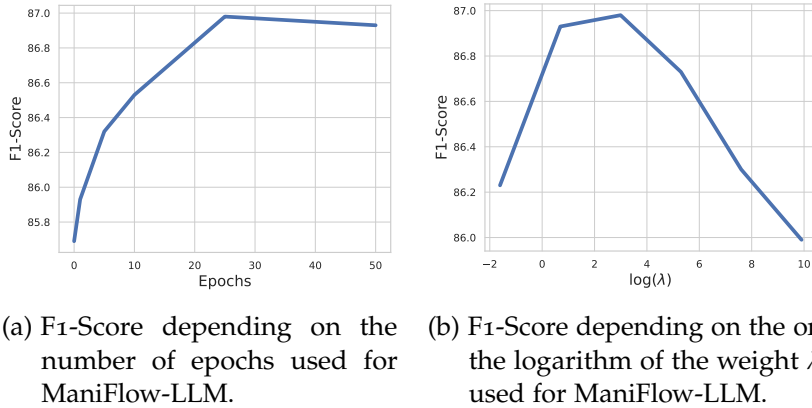 87.0
86.8
86.6
86.4
86.2
86.0
85.8
F1-Score
0 10 20 30 40 50
Epochs
87.0
86.8
86.6
86.4
86.2
86.0
F1-Score
−2 0 2 4 6 8 10
log(λ)
(a) F1-Score depending on the
number of epochs used for
ManiFlow-LLM.
(b) F1-Score depending on the
the logarithm of the weight λ
used for ManiFlow-LLM.